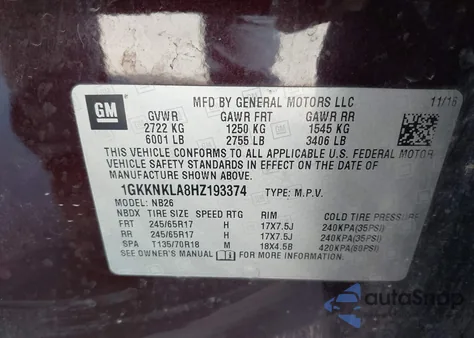 MFD BY GENERAL MOTORS LLC 11/16
GM
GVWR GAWR FRT GAWR RR
2722 KG 1250 KG 1545 KG
6001 LB 2755 LB 3406 LB
THIS VEHICLE CONFORMS TO ALL APPLICABLE U.S. FEDERAL MOTOR
VEHICLE SAFETY STANDARDS IN EFFECT ON THE DATE OF
MANUFACTURE SHOWN ABOVE.
1GKKNKLA8HZ193374 TYPE: M.P.V.
MODEL: NB26
NBDX TIRE SIZE SPEED RTG RIM COLD TIRE PRESSURE
FRT 245/65R17 H 17X7.5J 240KPA(35PSI)
RR 245/65R17 H 17X7.5J 240KPA(35PSI)
SPA T135/70R18 M 18X4.5B 420KPA(60PSI)
SEE OWNER'S MANUAL FOR MORE INFORMATION.
AutoSnap